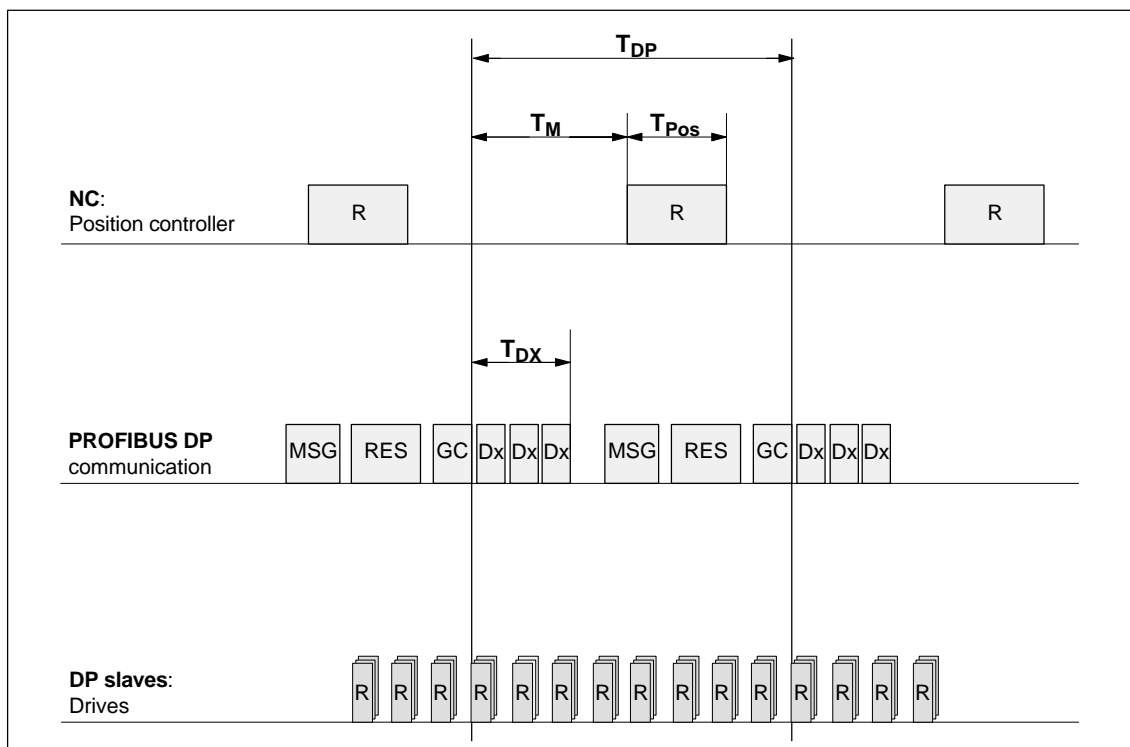 TDP
TM TPos
NC:
Position controller
R R R
TDX
PROFIBUS DP
communication
MSG RES GC Dx Dx Dx MSG RES GC Dx Dx Dx
DP slaves:
Drives
R R R R R R R R R R R R R R R